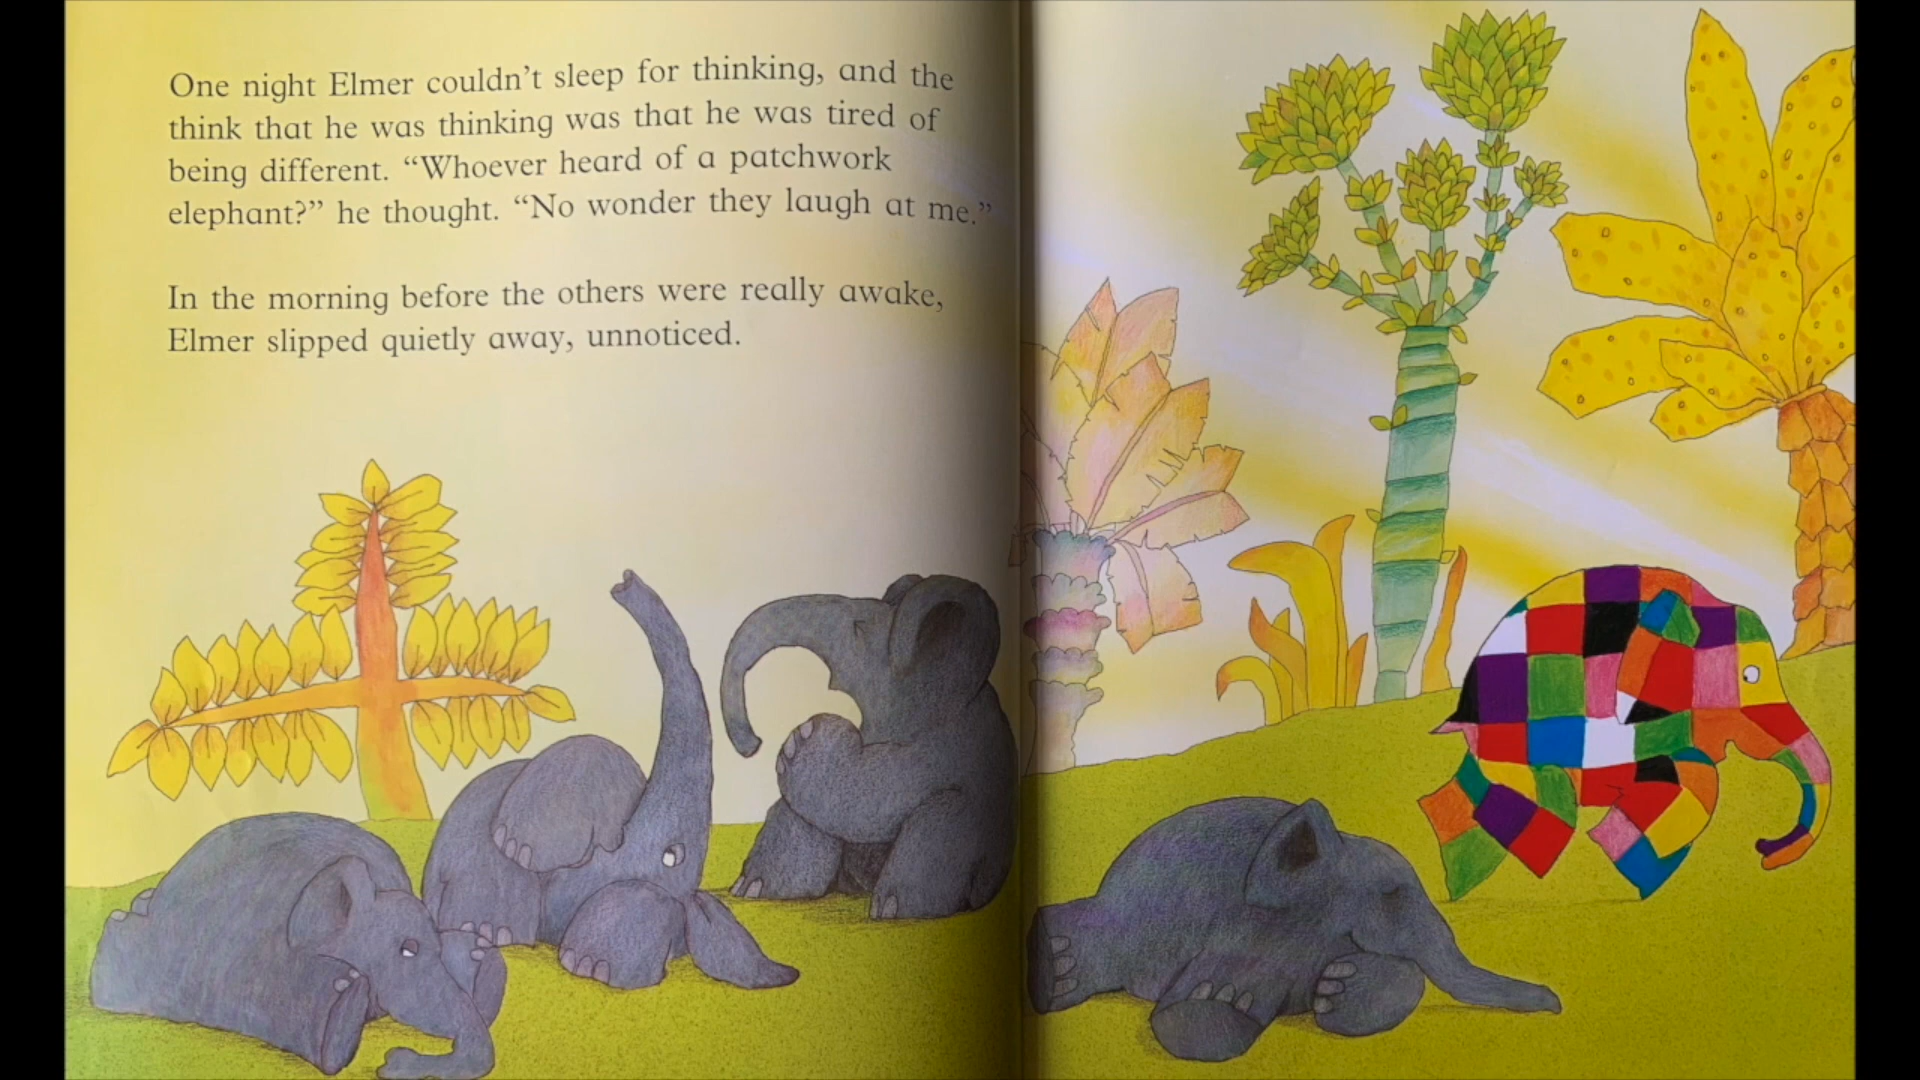 One night Elmer couldn't sleep for thinking, and the
think that he was thinking was that he was tired of
being different. “Whoever heard of a patchwork
elephant?” he thought. “No wonder they laugh at me.”
In the morning before the others were really awake,
Elmer slipped quietly away, unnoticed.